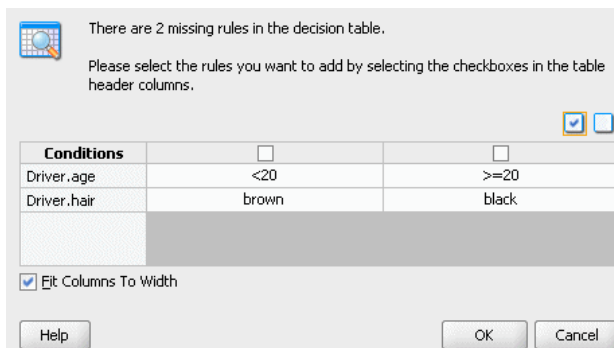 There are 2 missing rules in the decision table.
Please select the rules you want to add by selecting the checkboxes in the table
header columns.
Conditions
Driver.age <20 >=20
Driver.hair brown black
Fit Columns To Width
Help OK Cancel